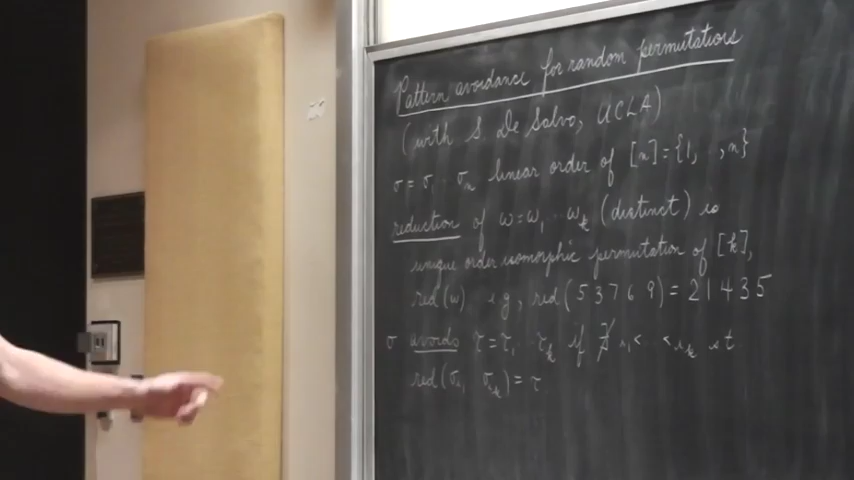 Pattern avoidance for random permutations
(with S. De Salvo, UCLA)
σ = σ₁ σₙ linear order of [n] = {1, , n}
reduction of ω = ω₁ ω_k (distinct) is
unique order isomorphic permutation of [k],
red(ω) e.g., red(5 3 7 6 9) = 2 1 4 3 5
σ avoids τ = τ₁ τ_k if ∄ i₁ < < i_k st
red(σ_i₁ σ_i_k) = τ